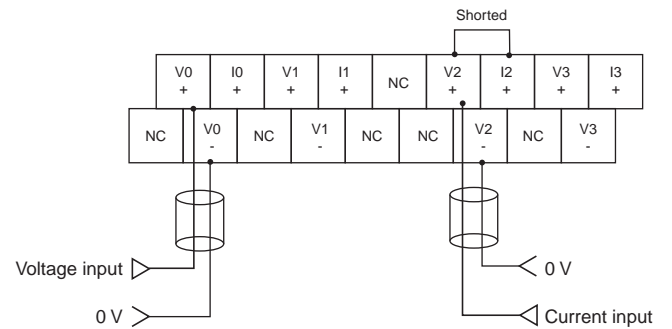 Shorted
V0 + I0 + V1 + I1 + NC V2 + I2 + V3 + I3 +
NC V0 - NC V1 - NC NC V2 - NC V3 -
Voltage input 0 V
0 V Current input